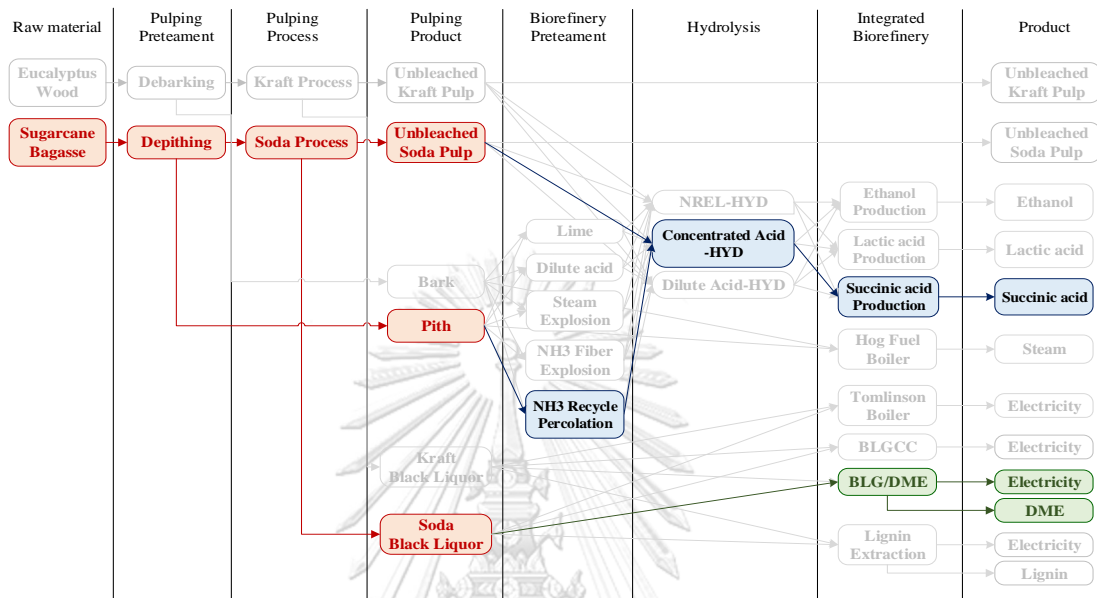 Raw material
Pulping
Preteament
Pulping
Process
Pulping
Product
Biorefinery
Preteament
Hydrolysis
Integrated
Biorefinery
Product
Eucalyptus
Wood
Debarking
Kraft Process
Unbleached
Kraft Pulp
Unbleached
Kraft Pulp
Sugarcane
Bagasse
Depithing
Soda Process
Unbleached
Soda Pulp
Unbleached
Soda Pulp
NREL-HYD
Ethanol
Production
Ethanol
Lime
Concentrated Acid
-HYD
Lactic acid
Production
Lactic acid
Bark
Dilute acid
Dilute Acid-HYD
Succinic acid
Production
Succinic acid
Steam
Explosion
Pith
NH3 Fiber
Explosion
Hog Fuel
Boiler
Steam
NH3 Recycle
Percolation
Tomlinson
Boiler
Electricity
Kraft
Black Liquor
BLGCC
Electricity
BLG/DME
Electricity
DME
Soda
Black Liquor
Lignin
Extraction
Electricity
Lignin